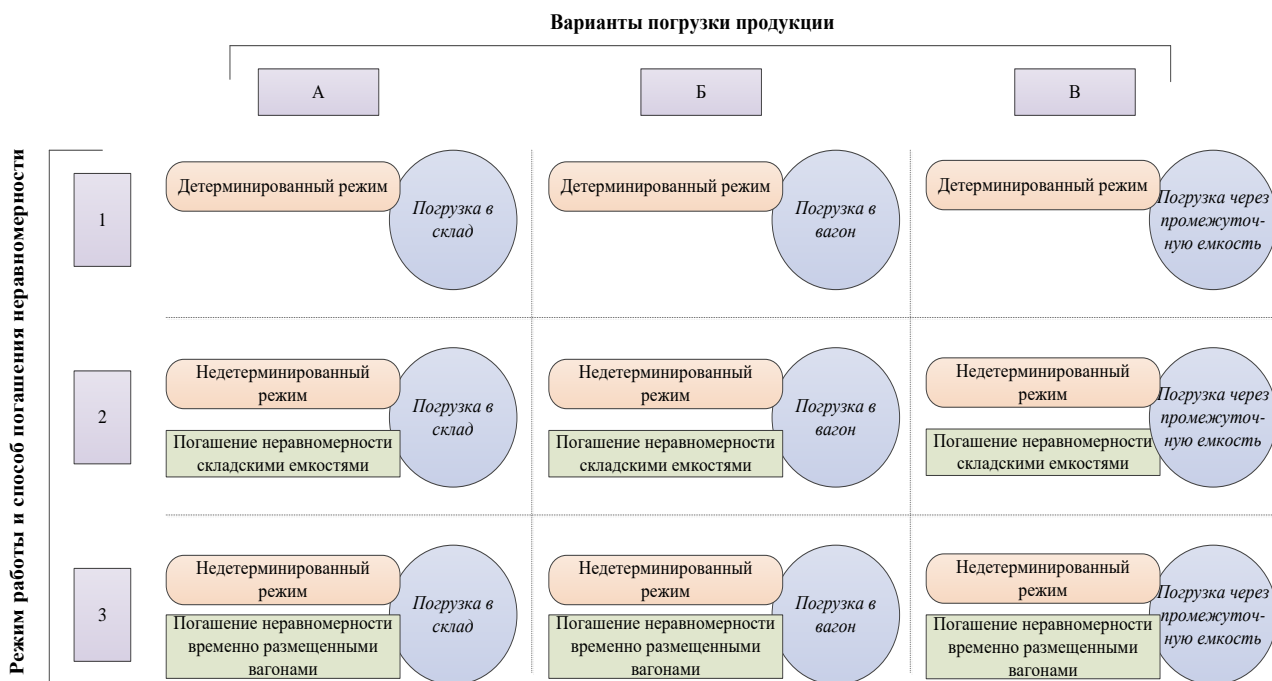 Варианты погрузки продукции
А
Б
В
Режим работы и способ погашения неравномерности
1
Детерминированный режим
Погрузка в
склад
Детерминированный режим
Погрузка в
вагон
Детерминированный режим
Погрузка через
промежуточ-
ную емкость
2
Недетерминированный
режим
Погашение неравномерности
складскими емкостями
Погрузка в
склад
Недетерминированный
режим
Погашение неравномерности
складскими емкостями
Погрузка в
вагон
Недетерминированный
режим
Погашение неравномерности
складскими емкостями
Погрузка через
промежуточ-
ную емкость
3
Недетерминированный
режим
Погашение неравномерности
временно размещенными
вагонами
Погрузка в
склад
Недетерминированный
режим
Погашение неравномерности
временно размещенными
вагонами
Погрузка в
вагон
Недетерминированный
режим
Погашение неравномерности
временно размещенными
вагонами
Погрузка через
промежуточ-
ную емкость